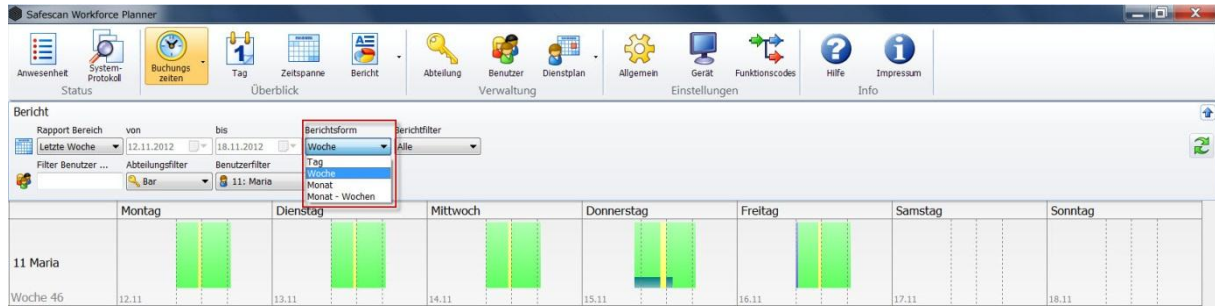 Safescan Workforce Planner
Anwesenheit System-Protokoll Buchungs zeiten Tag Zeitspanne Bericht Abteilung Benutzer Dienstplan Allgemein Gerät Funktionscodes Hilfe Impressum
Status Überblick Verwaltung Einstellungen Info
Bericht
Rapport Bereich von bis Berichtsform Berichtfilter
Letzte Woche 12.11.2012 18.11.2012 Woche Alle
Filter Benutzer ... Abteilungsfilter Benutzerfilter Tag
Bar 11: Maria Woche
Monat
Monat - Wochen
Montag Dienstag Mittwoch Donnerstag Freitag Samstag Sonntag
11 Maria
Woche 46 12.11 13.11 14.11 15.11 16.11 17.11 18.11